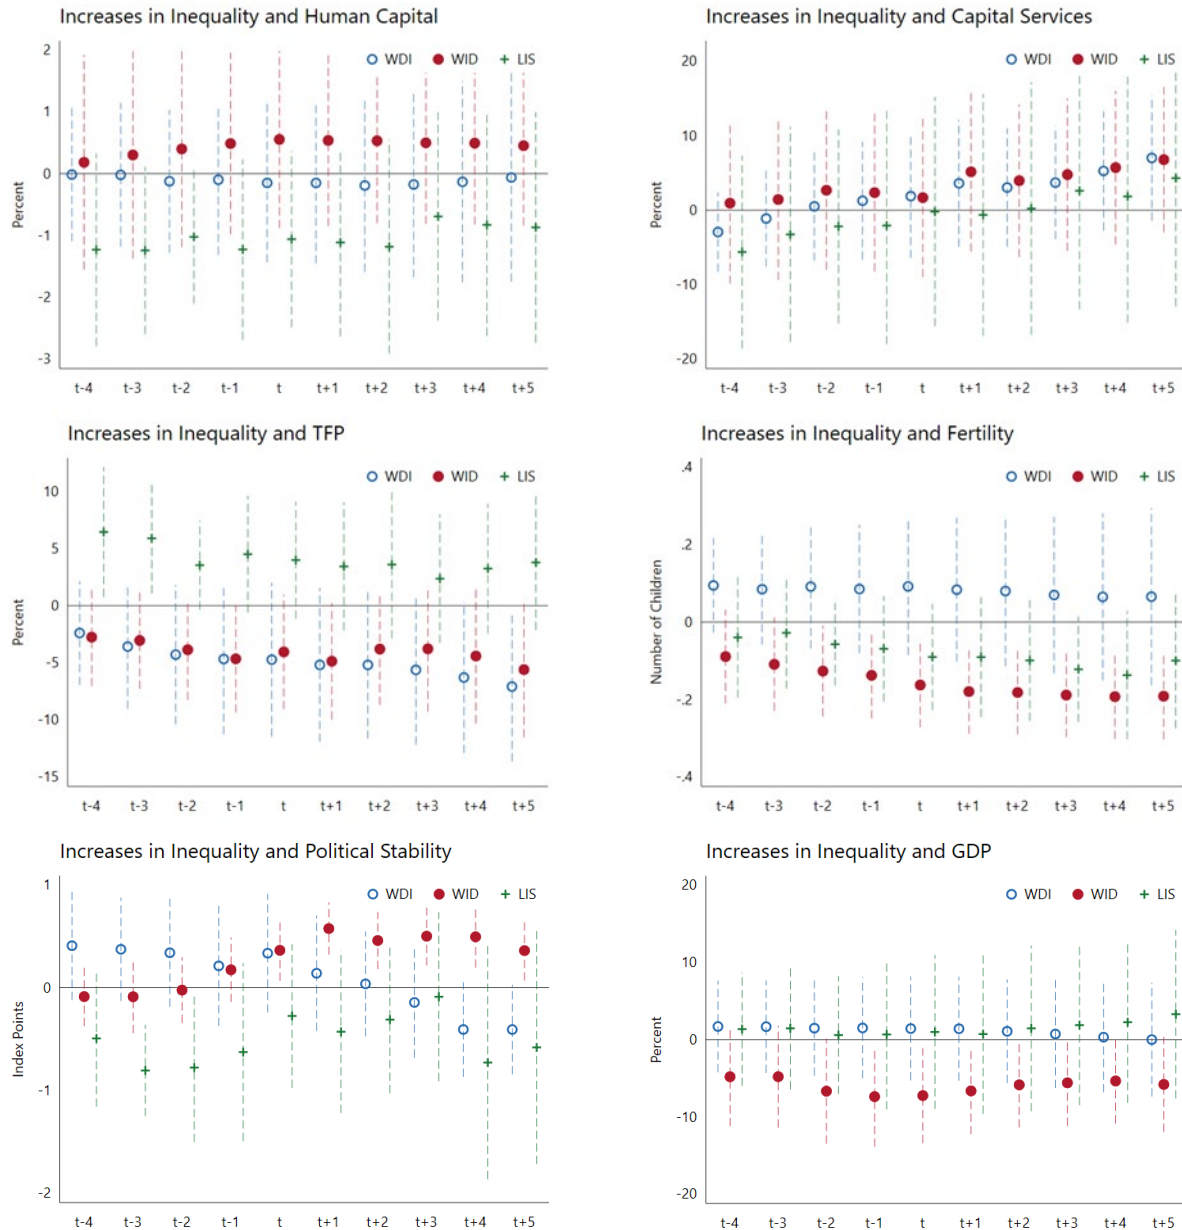 Increases in Inequality and Human Capital
WDI WID LIS
2
1
0
-1
-2
-3
Percent
t-4 t-3 t-2 t-1 t t+1 t+2 t+3 t+4 t+5
Increases in Inequality and Capital Services
WDI WID LIS
20
10
0
-10
-20
Percent
t-4 t-3 t-2 t-1 t t+1 t+2 t+3 t+4 t+5
Increases in Inequality and TFP
WDI WID LIS
10
5
0
-5
-10
-15
Percent
t-4 t-3 t-2 t-1 t t+1 t+2 t+3 t+4 t+5
Increases in Inequality and Fertility
WDI WID LIS
.4
.2
0
-.2
-.4
Number of Children
t-4 t-3 t-2 t-1 t t+1 t+2 t+3 t+4 t+5
Increases in Inequality and Political Stability
WDI WID LIS
1
0
-1
-2
Index Points
t-4 t-3 t-2 t-1 t t+1 t+2 t+3 t+4 t+5
Increases in Inequality and GDP
WDI WID LIS
20
10
0
-10
-20
Percent
t-4 t-3 t-2 t-1 t t+1 t+2 t+3 t+4 t+5